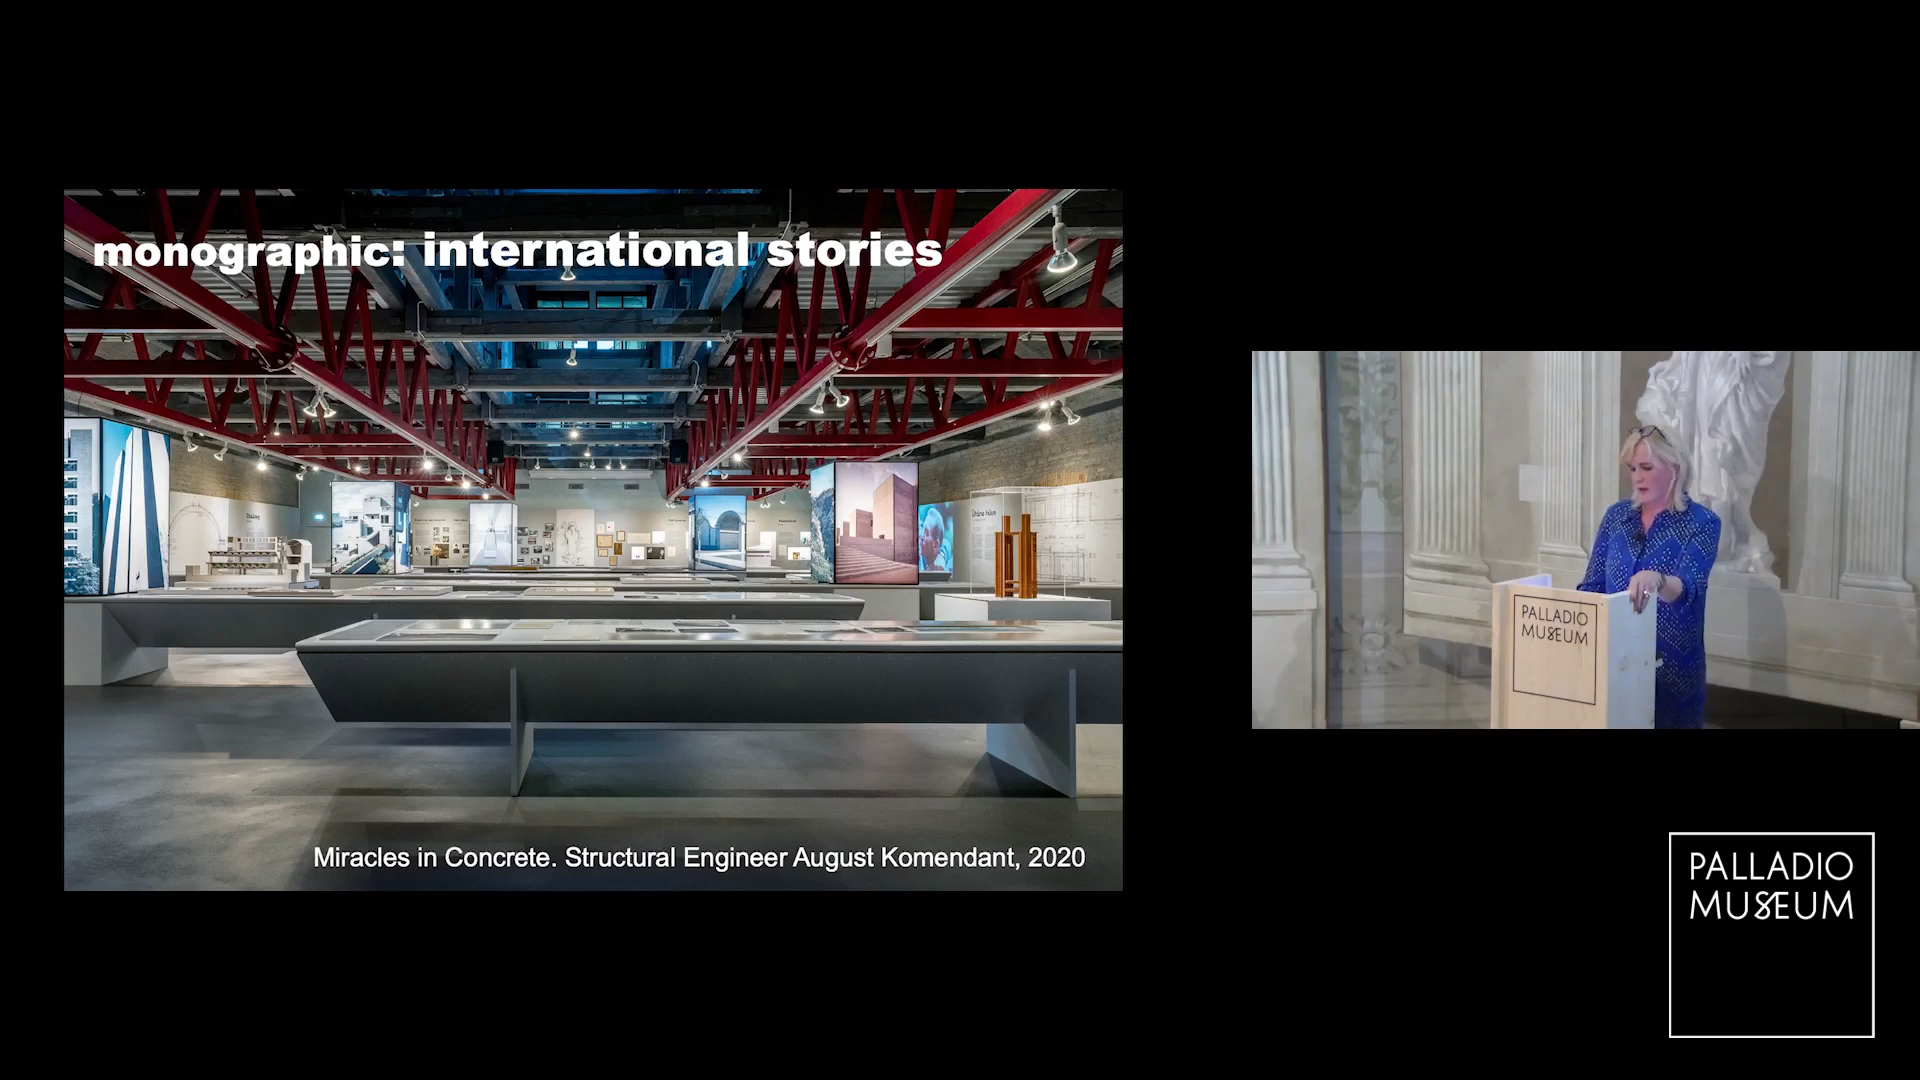 monographic: international stories
Miracles in Concrete. Structural Engineer August Komendant, 2020
PALLADIO
MUSEUM
PALLADIO
MUSEUM